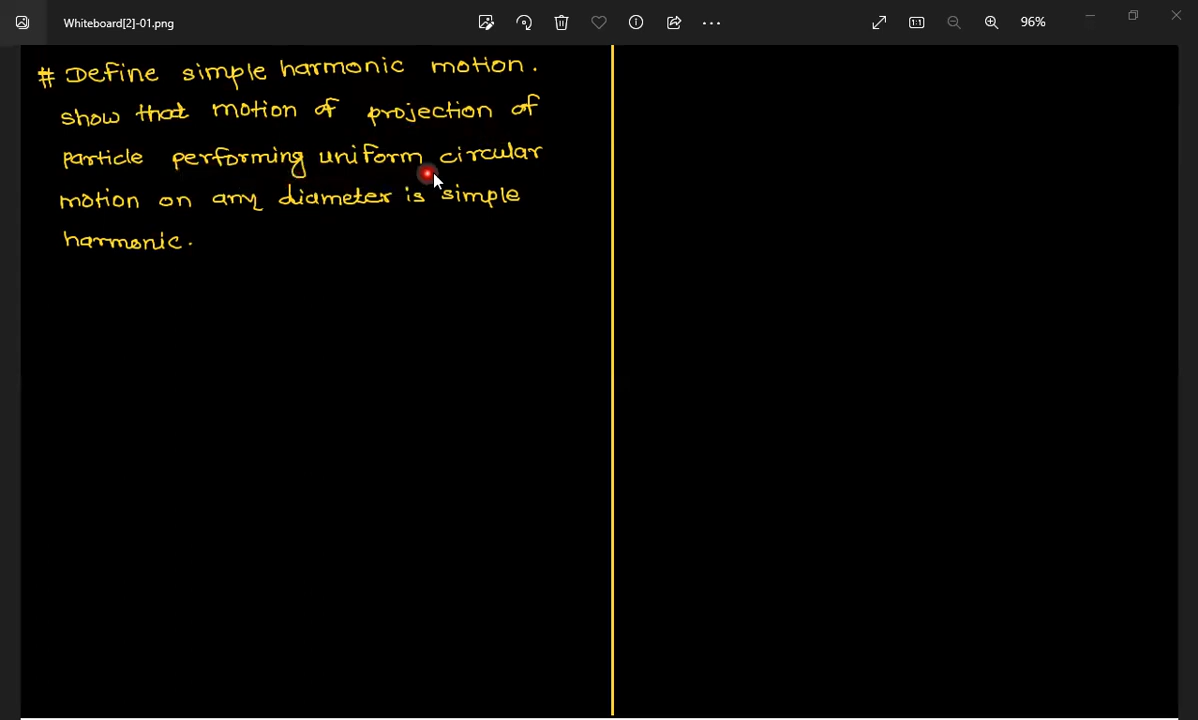 Whiteboard[2]-01.png
96%
# Define simple harmonic motion.
show that motion of projection of
particle performing uniform circular
motion on any diameter is simple
harmonic.